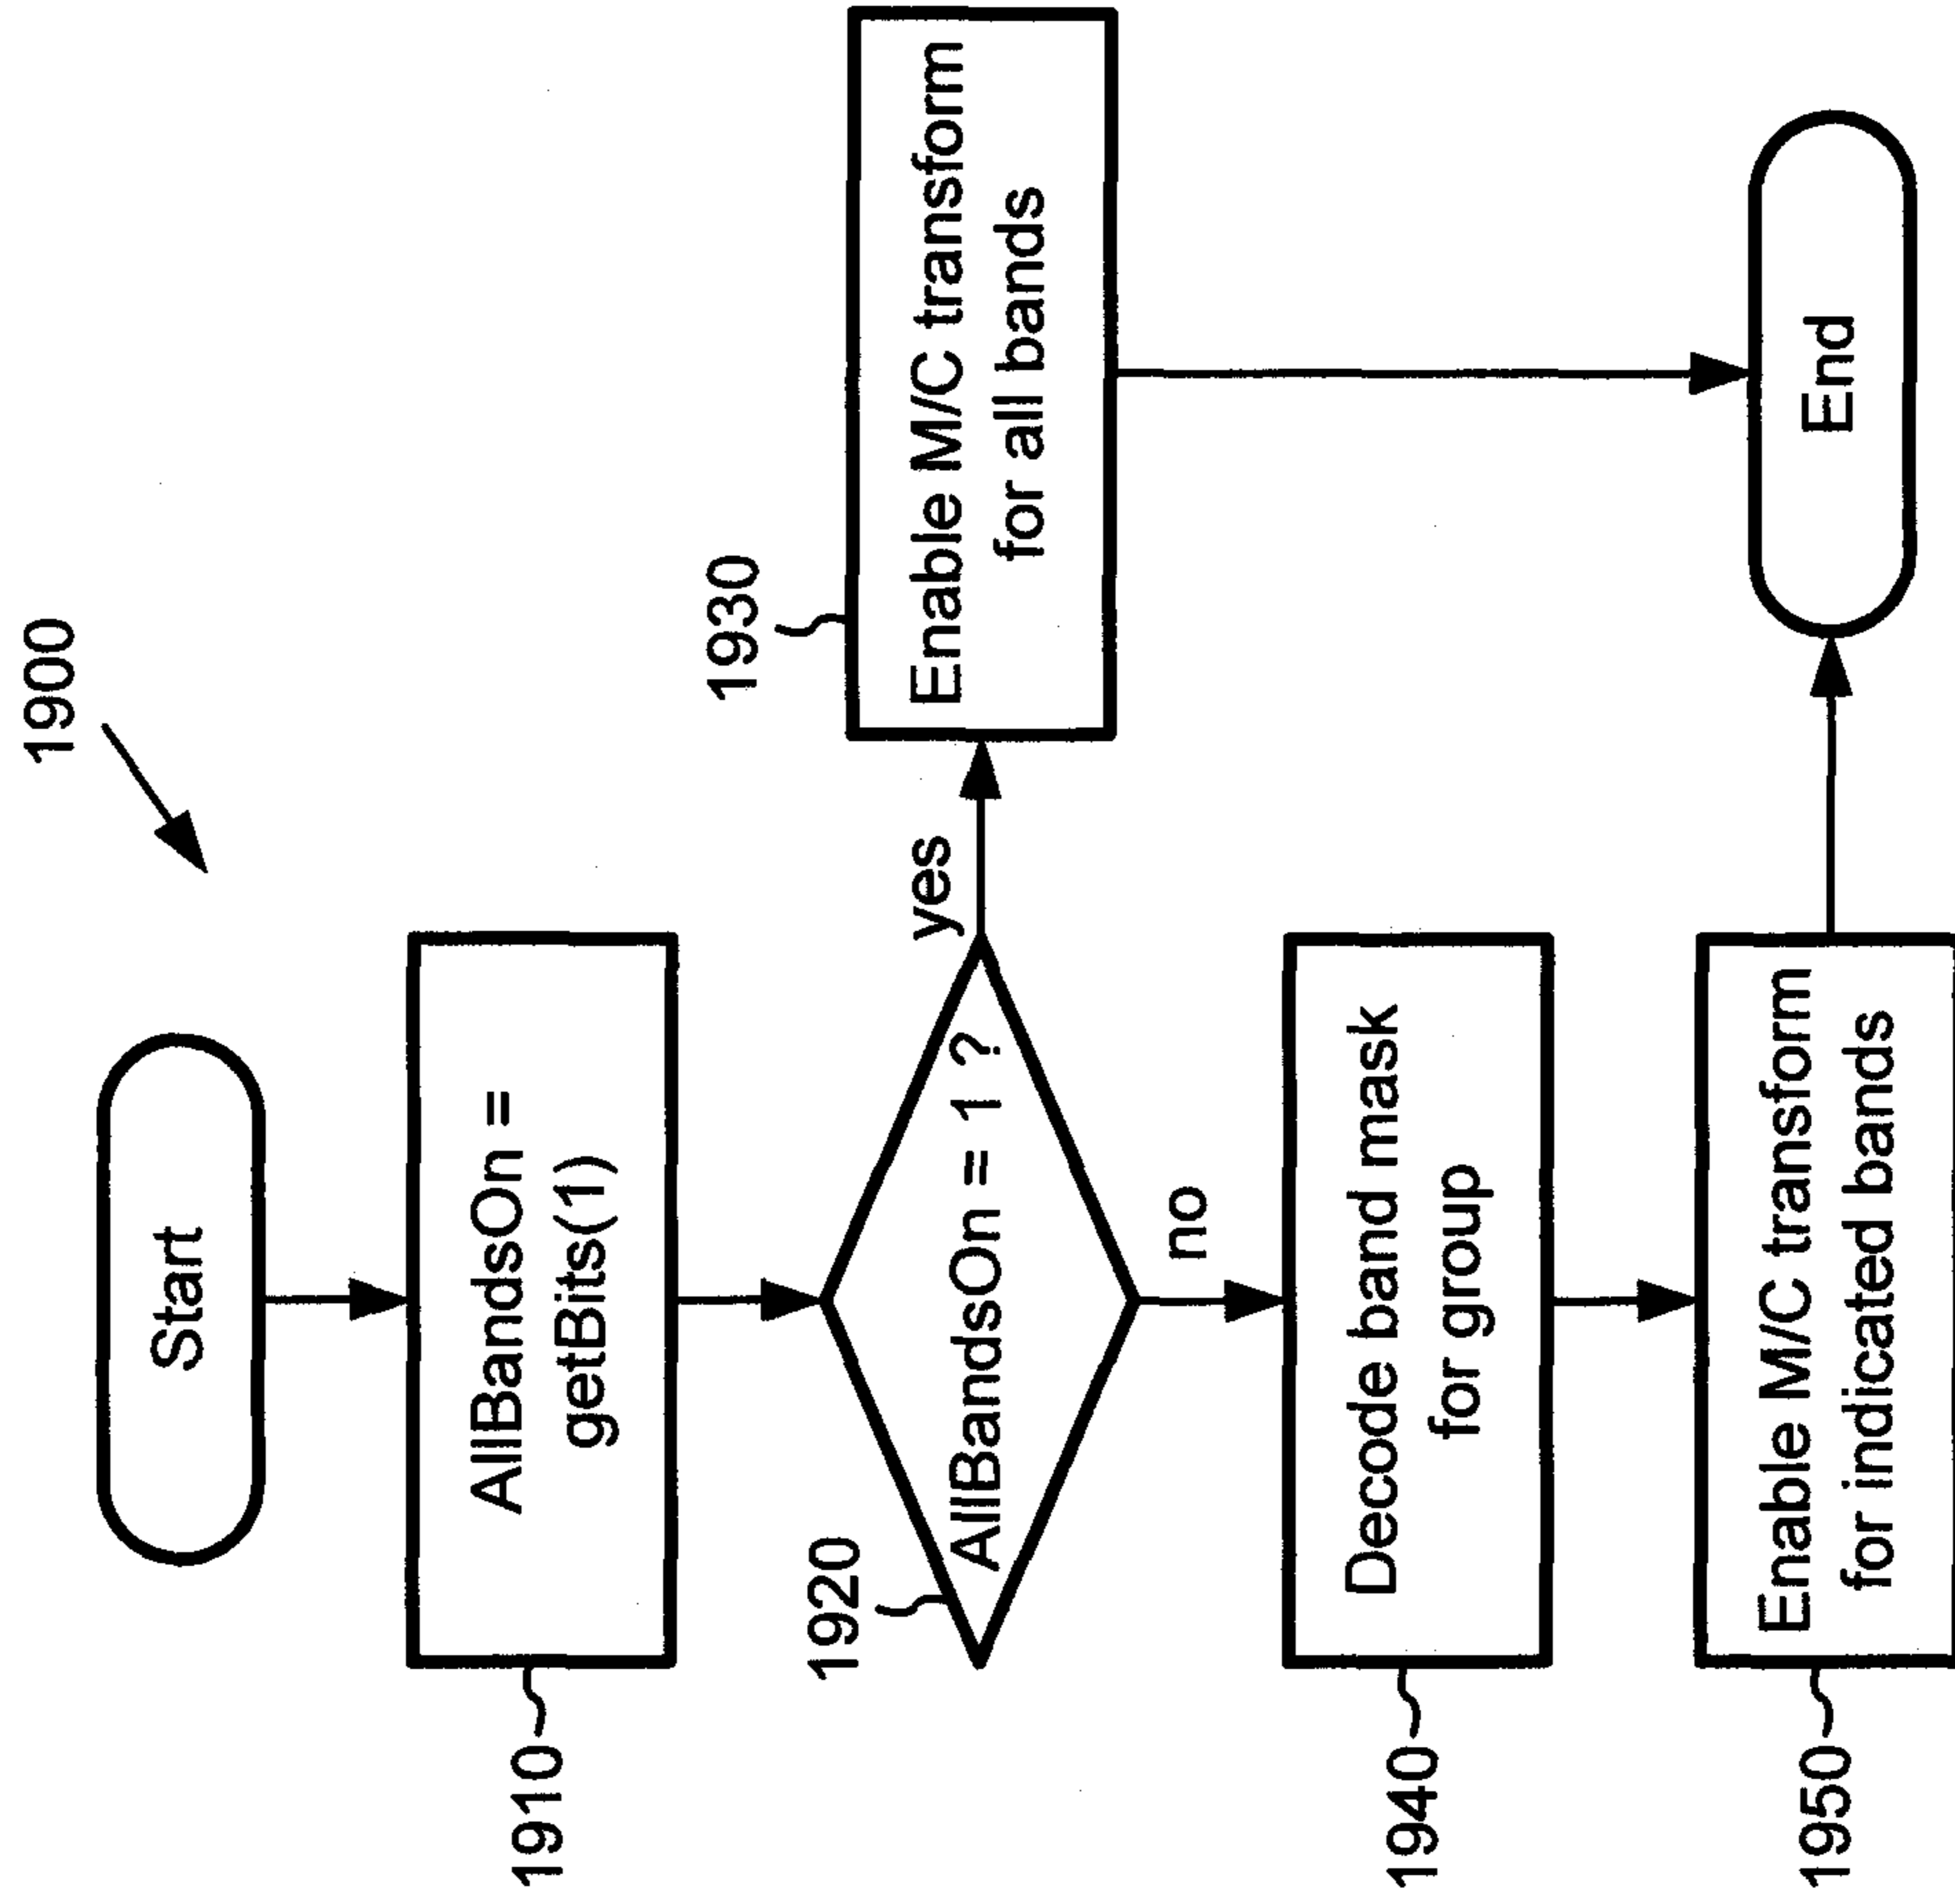 1900
Start
1910
AllBandsOn =
getBits(1)
1920
AllBandsOn = 1 ?
yes
1930
Enable M/C transform
for all bands
no
1940
Decode band mask
for group
1950
Enable M/C transform
for indicated bands
End